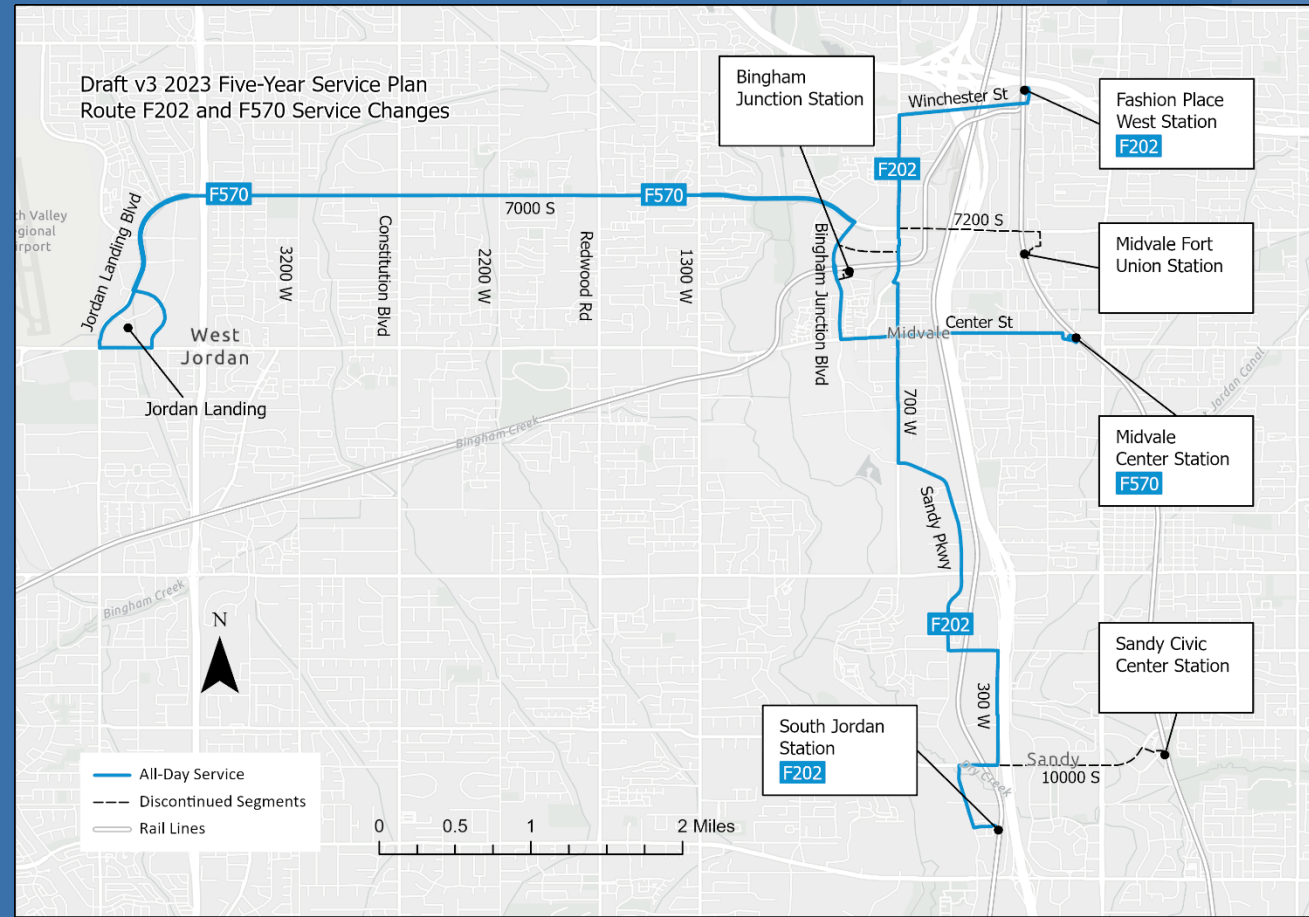 Draft v3 2023 Five-Year Service Plan
Route F202 and F570 Service Changes
Bingham
Junction Station
Winchester St
Fashion Place
West Station
F202
F202
F570
F570
7000 S
7200 S
Midvale Fort
Union Station
Jordan Landing Blvd
3200 W
Constitution Blvd
2200 W
Redwood Rd
1300 W
Bingham Junction Blvd
Midvale
Center St
West
Jordan
Jordan Landing
Bingham Creek
Jordan Canal
700 W
Midvale
Center Station
F570
Sandy Pkwy
Bingham Creek
F202
N
300 W
Sandy Civic
Center Station
South Jordan
Station
F202
Dry Creek
Sandy
10000 S
All-Day Service
Discontinued Segments
Rail Lines
0 0.5 1 2 Miles